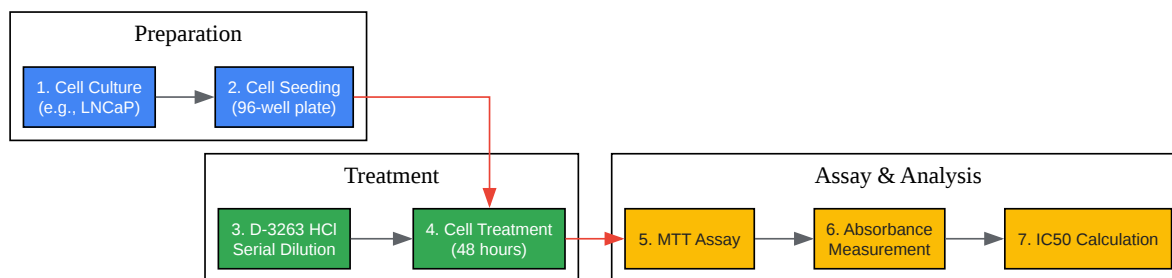 Preparation
1. Cell Culture
(e.g., LNCaP)
2. Cell Seeding
(96-well plate)
Treatment
3. D-3263 HCl
Serial Dilution
4. Cell Treatment
(48 hours)
Assay & Analysis
5. MTT Assay
6. Absorbance
Measurement
7. IC50 Calculation